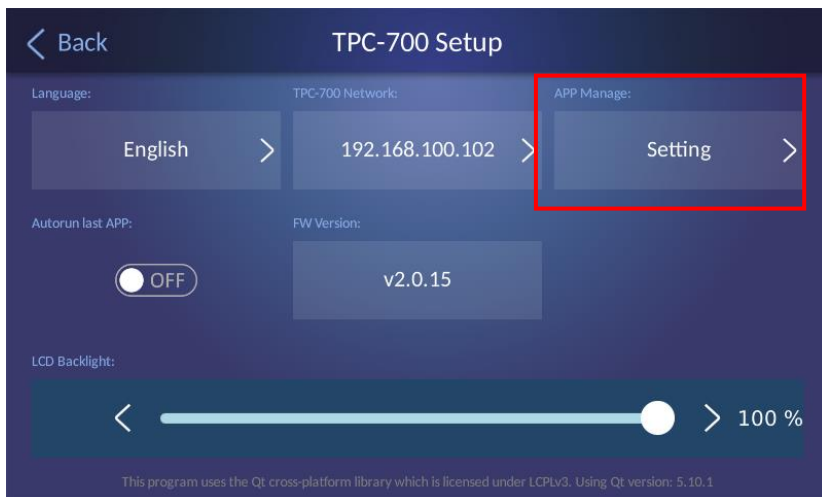 Back
TPC-700 Setup
Language:
TPC-700 Network:
APP Manage:
English
192.168.100.102
Setting
Autorun last APP:
FW Version:
OFF
v2.0.15
LCD Backlight:
100 %
This program uses the Qt cross-platform library which is licensed under LCPLv3. Using Qt version: 5.10.1